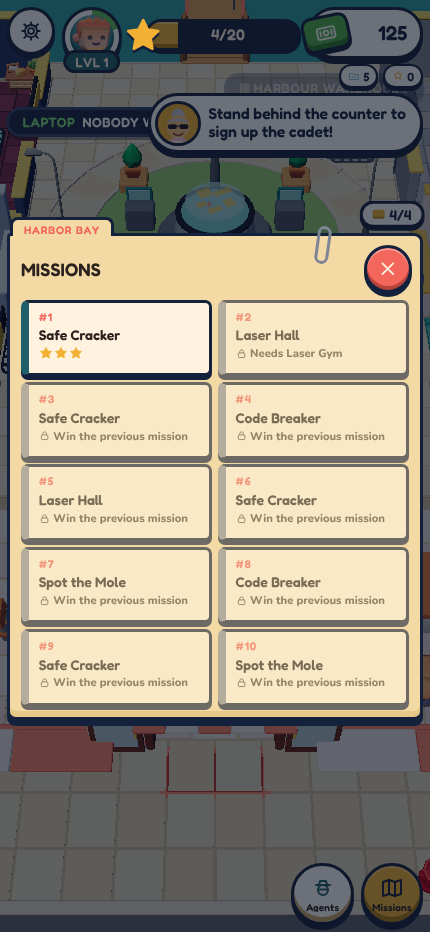 4/20
125
LVL 1
5
0
HARBOUR
LAPTOP NOBODY
Stand behind the counter to
sign up the cadet!
4/4
HARBOR BAY
MISSIONS
#1
Safe Cracker
#2
Laser Hall
Needs Laser Gym
#3
Safe Cracker
Win the previous mission
#4
Code Breaker
Win the previous mission
#5
Laser Hall
Win the previous mission
#6
Safe Cracker
Win the previous mission
#7
Spot the Mole
Win the previous mission
#8
Code Breaker
Win the previous mission
#9
Safe Cracker
Win the previous mission
#10
Spot the Mole
Win the previous mission
Agents
Missions